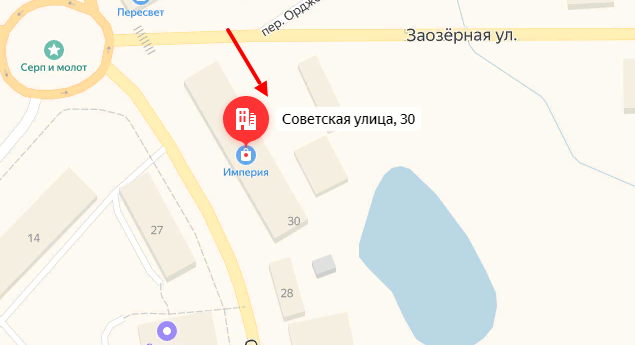 Пересвет
пер. Орджо
Заозёрная ул.
Серп и молот
Советская улица, 30
Империя
30
27
14
28